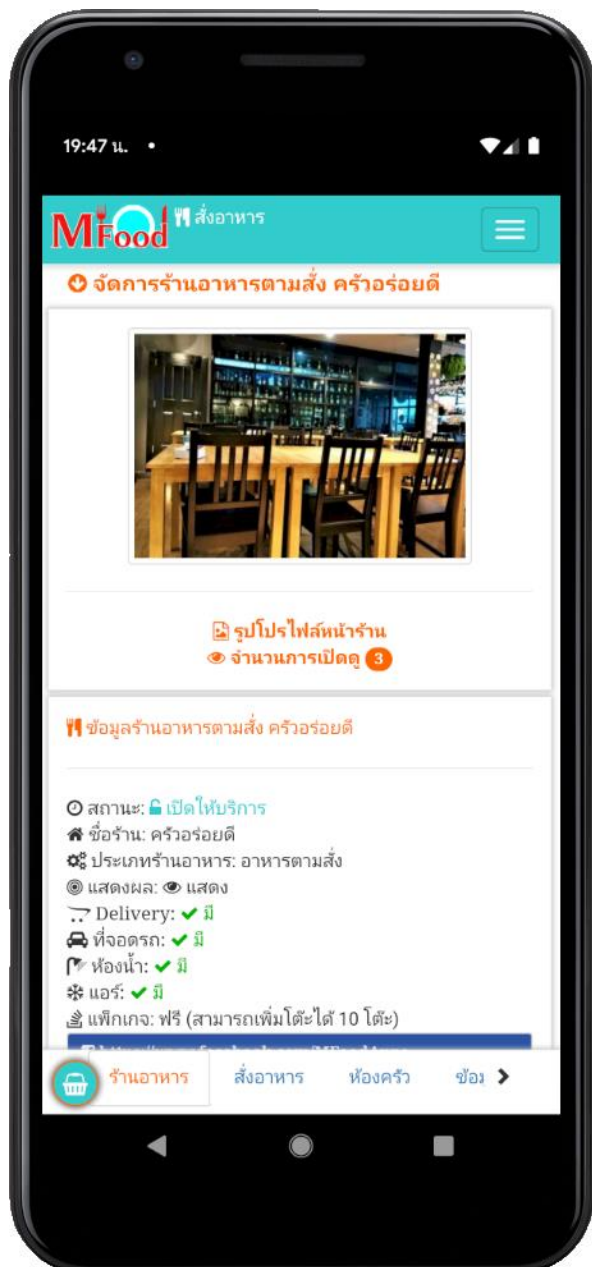 19:47 น.
MFood สั่งอาหาร
จัดการร้านอาหารตามสั่ง ครัวอร่อยดี
รูปโปรไฟล์หน้าร้าน
จำนวนการเปิดดู 3
ข้อมูลร้านอาหารตามสั่ง ครัวอร่อยดี
สถานะ: เปิดให้บริการ
ชื่อร้าน: ครัวอร่อยดี
ประเภทร้านอาหาร: อาหารตามสั่ง
แสดงผล: แสดง
Delivery: มี
ที่จอดรถ: มี
ห้องน้ำ: มี
แอร์: มี
แพ็กเกจ: ฟรี (สามารถเพิ่มโต๊ะได้ 10 โต๊ะ)
ร้านอาหาร สั่งอาหาร ห้องครัว